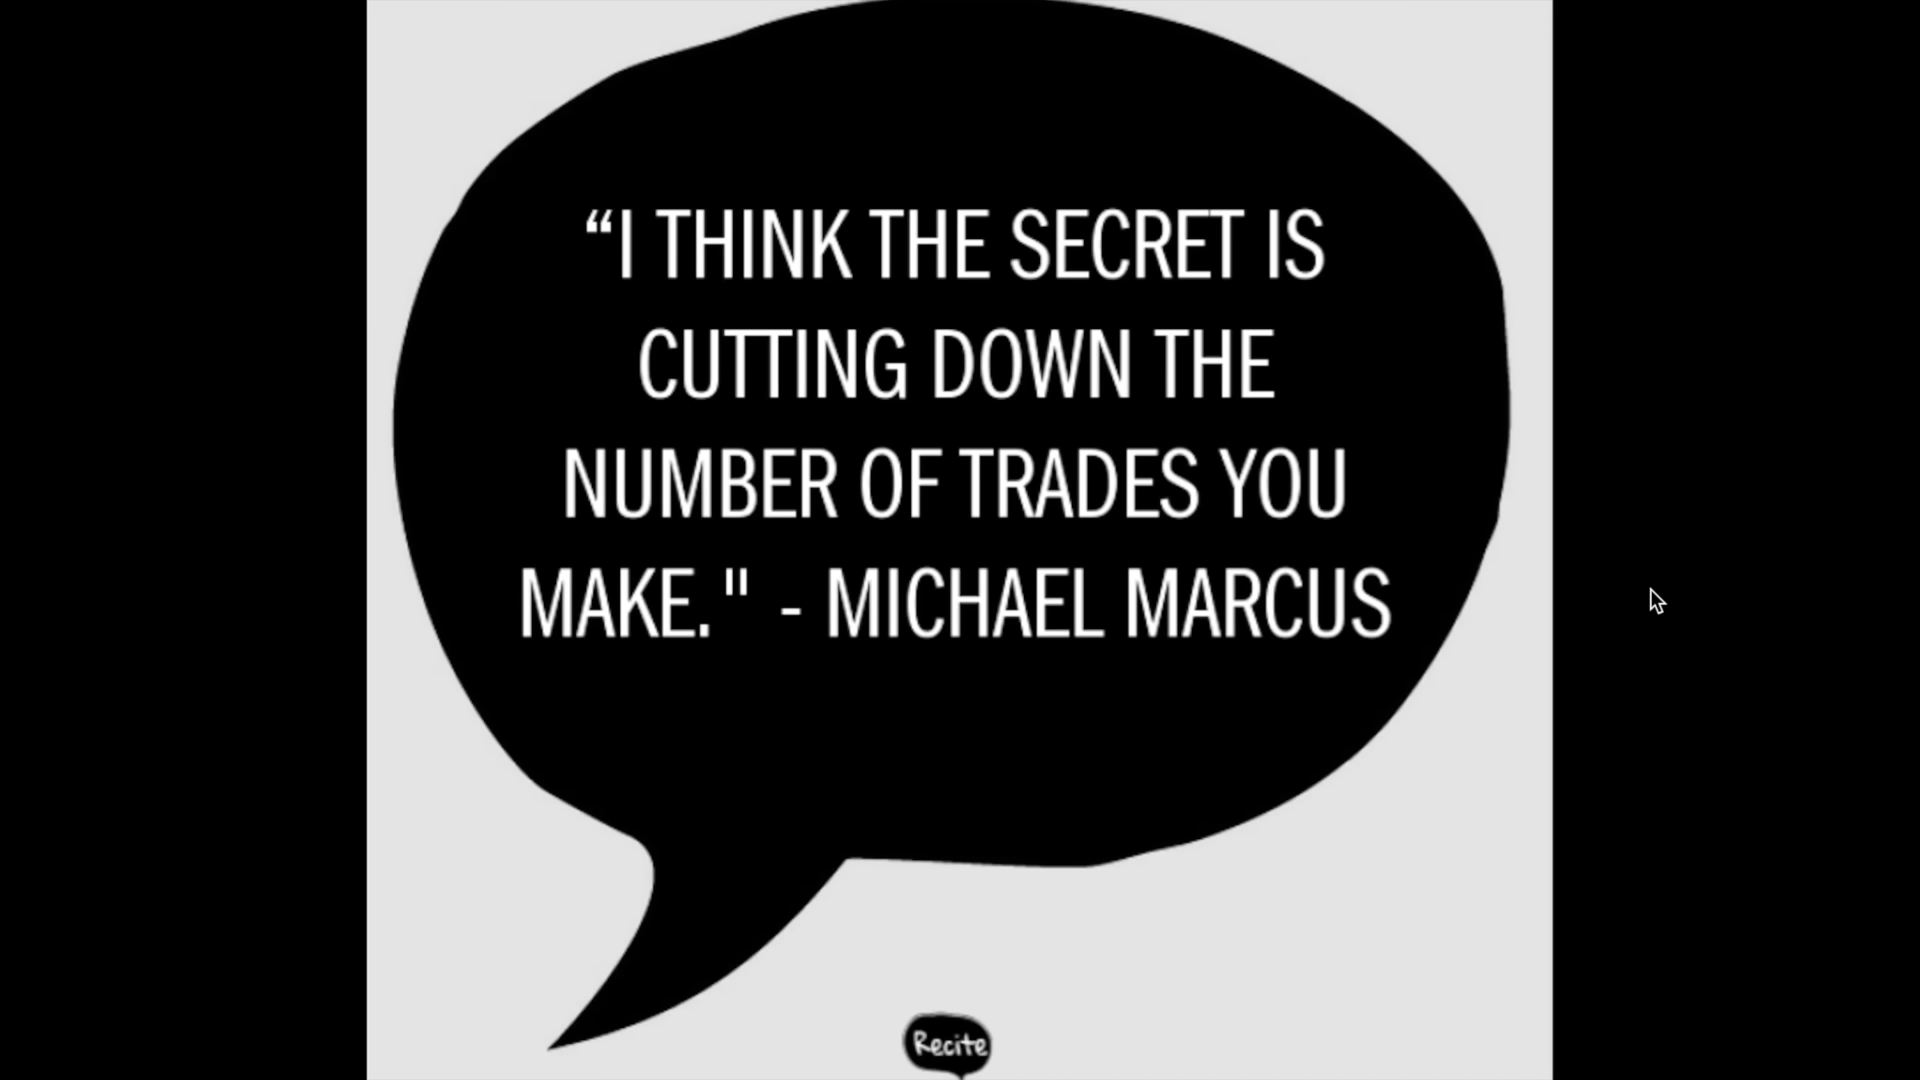 “I THINK THE SECRET IS
CUTTING DOWN THE
NUMBER OF TRADES YOU
MAKE." - MICHAEL MARCUS
Recite